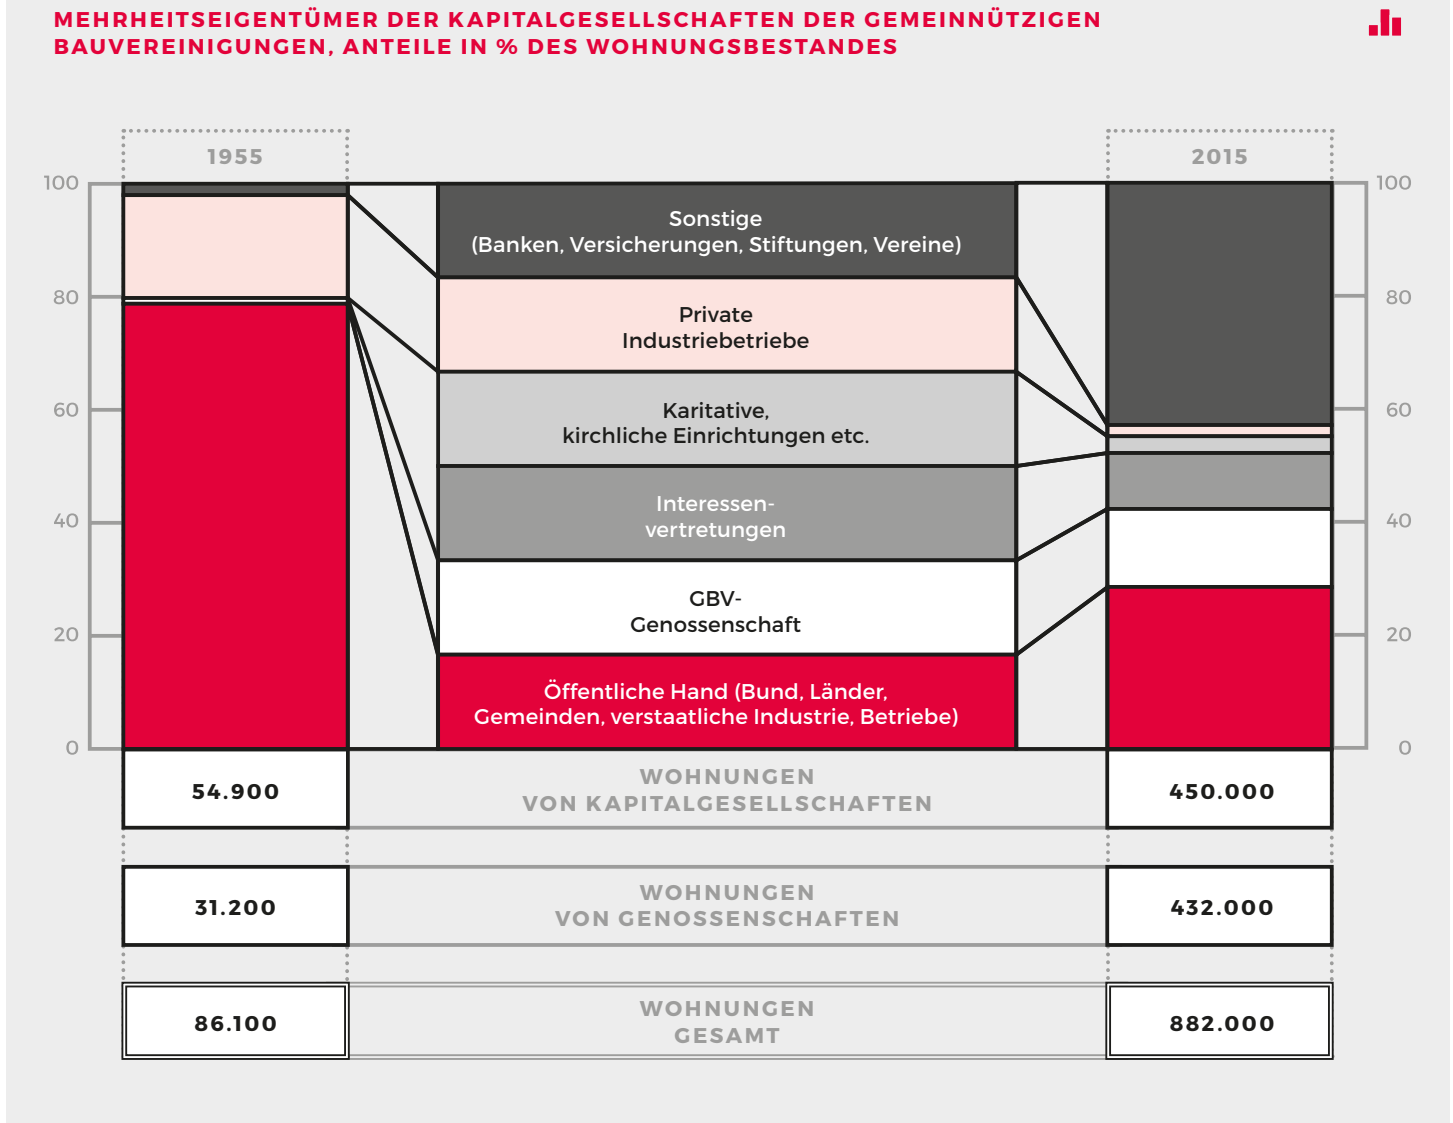 MEHRHEITSEIGENTÜMER DER KAPITALGESELLSCHAFTEN DER GEMEINNÜTZIGEN
BAUVEREINIGUNGEN, ANTEILE IN % DES WOHNUNGSBESTANDES
1955
2015
100
80
60
40
20
0
Sonstige
(Banken, Versicherungen, Stiftungen, Vereine)
Private
Industriebetriebe
Karitative,
kirchliche Einrichtungen etc.
Interessen-
vertretungen
GBV-
Genossenschaft
Öffentliche Hand (Bund, Länder,
Gemeinden, verstaatliche Industrie, Betriebe)
100
80
60
40
20
0
54.900
WOHNUNGEN
VON KAPITALGESELLSCHAFTEN
450.000
31.200
WOHNUNGEN
VON GENOSSENSCHAFTEN
432.000
86.100
WOHNUNGEN
GESAMT
882.000